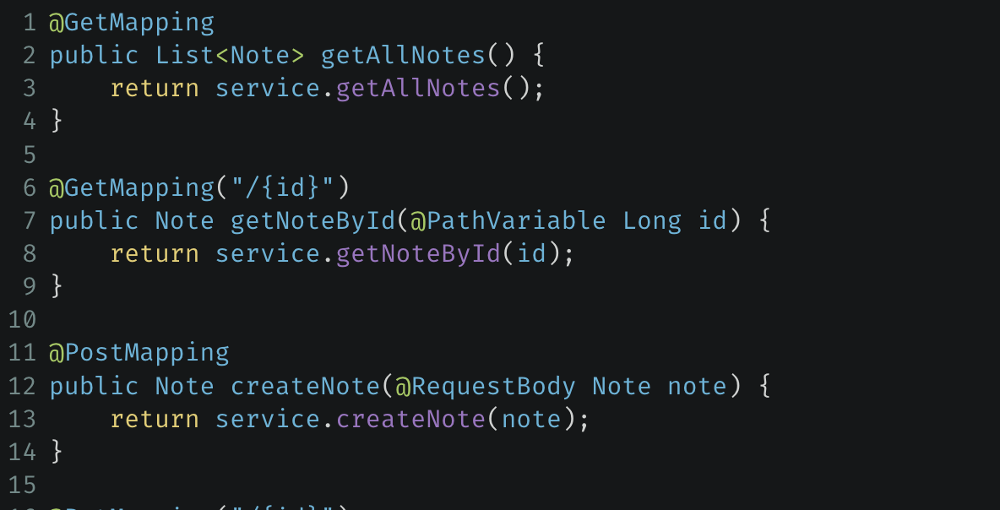 1 @GetMapping
2 public List<Note> getAllNotes() {
3     return service.getAllNotes();
4 }
5
6 @GetMapping("/{id}")
7 public Note getNoteById(@PathVariable Long id) {
8     return service.getNoteById(id);
9 }
10
11 @PostMapping
12 public Note createNote(@RequestBody Note note) {
13     return service.createNote(note);
14 }
15